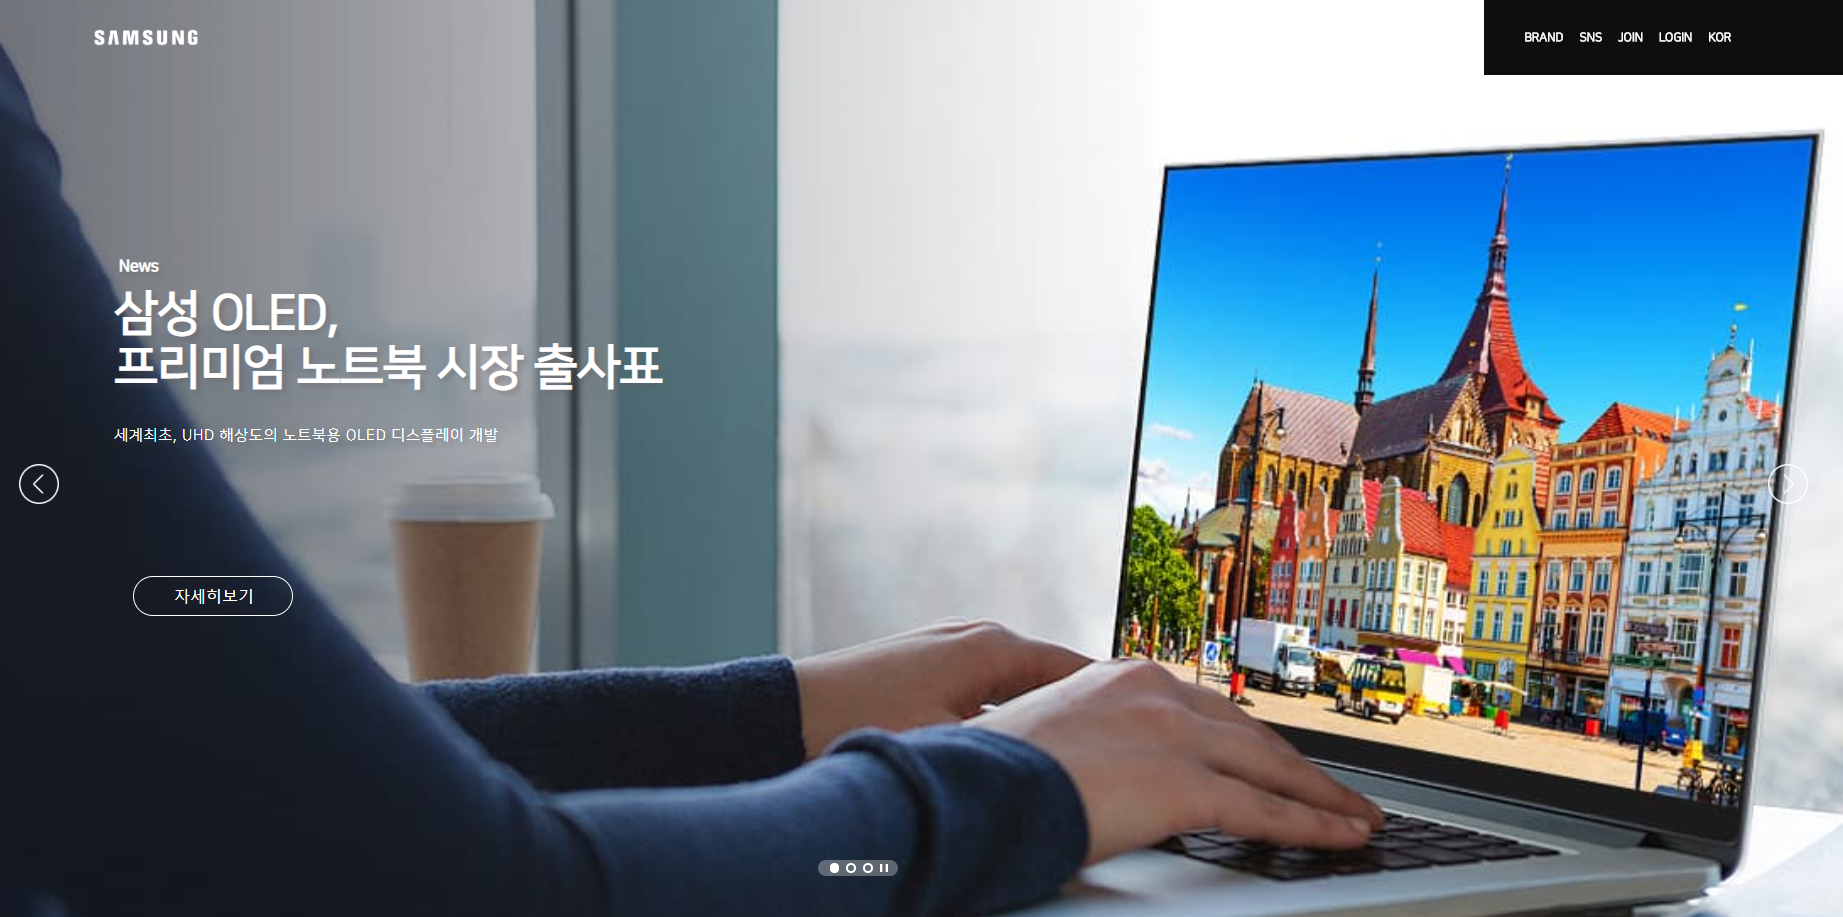 SAMSUNG
BRAND SNS JOIN LOGIN KOR
News
삼성 OLED,
프리미엄 노트북 시장 출사표
세계최초, UHD 해상도의 노트북용 OLED 디스플레이 개발
자세히보기